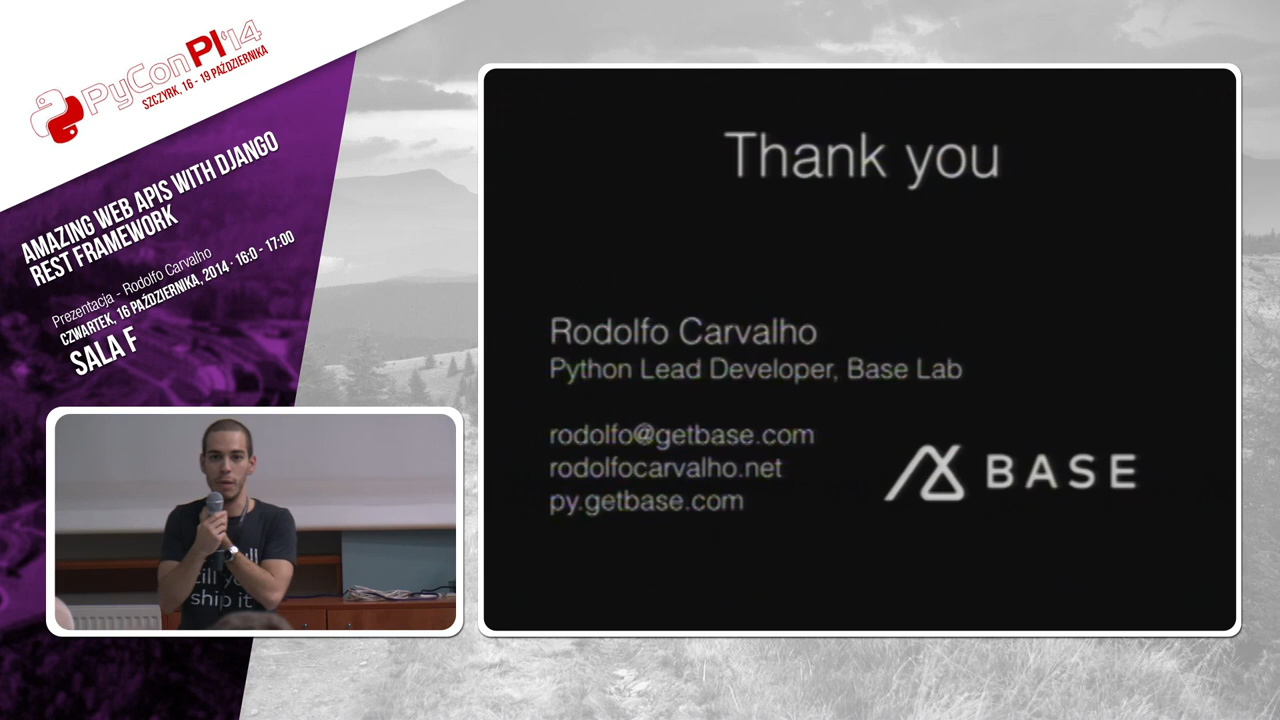 PyConPl'14
SZCZYRK, 16 - 19 PAŹDZIERNIKA
AMAZING WEB APIS WITH DJANGO
REST FRAMEWORK
Prezentacja - Rodolfo Carvalho
CZWARTEK, 16 PAŹDZIERNIKA, 2014 · 16:0 - 17:00
SALA F
Thank you
Rodolfo Carvalho
Python Lead Developer, Base Lab
rodolfo@getbase.com
rodolfocarvalho.net
py.getbase.com
BASE
ship it